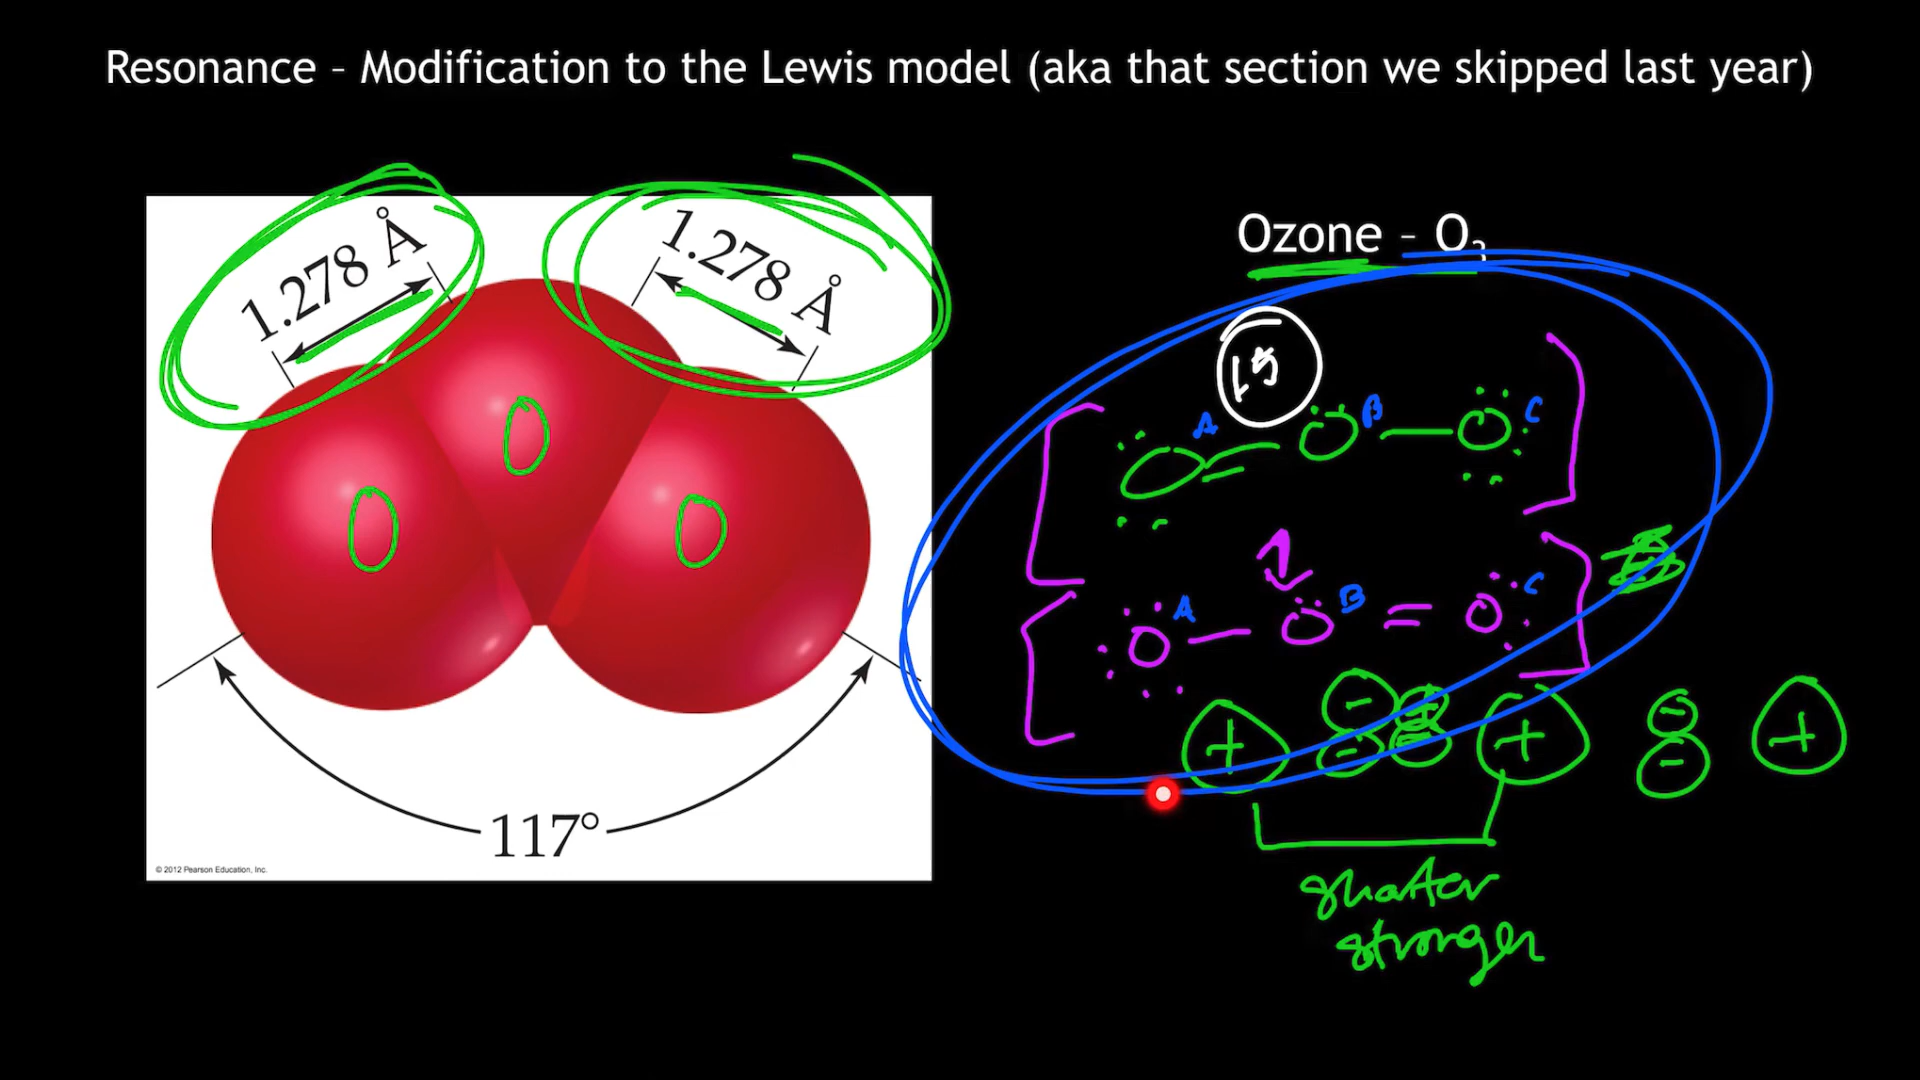 Resonance – Modification to the Lewis model (aka that section we skipped last year)
1.278 Å
1.278 Å
Ozone – O₃
A B C
O = O — O
A B C
O — O = O
O O O
+ - - + - + - - +
117°
© 2012 Pearson Education, Inc.
shorter
stronger